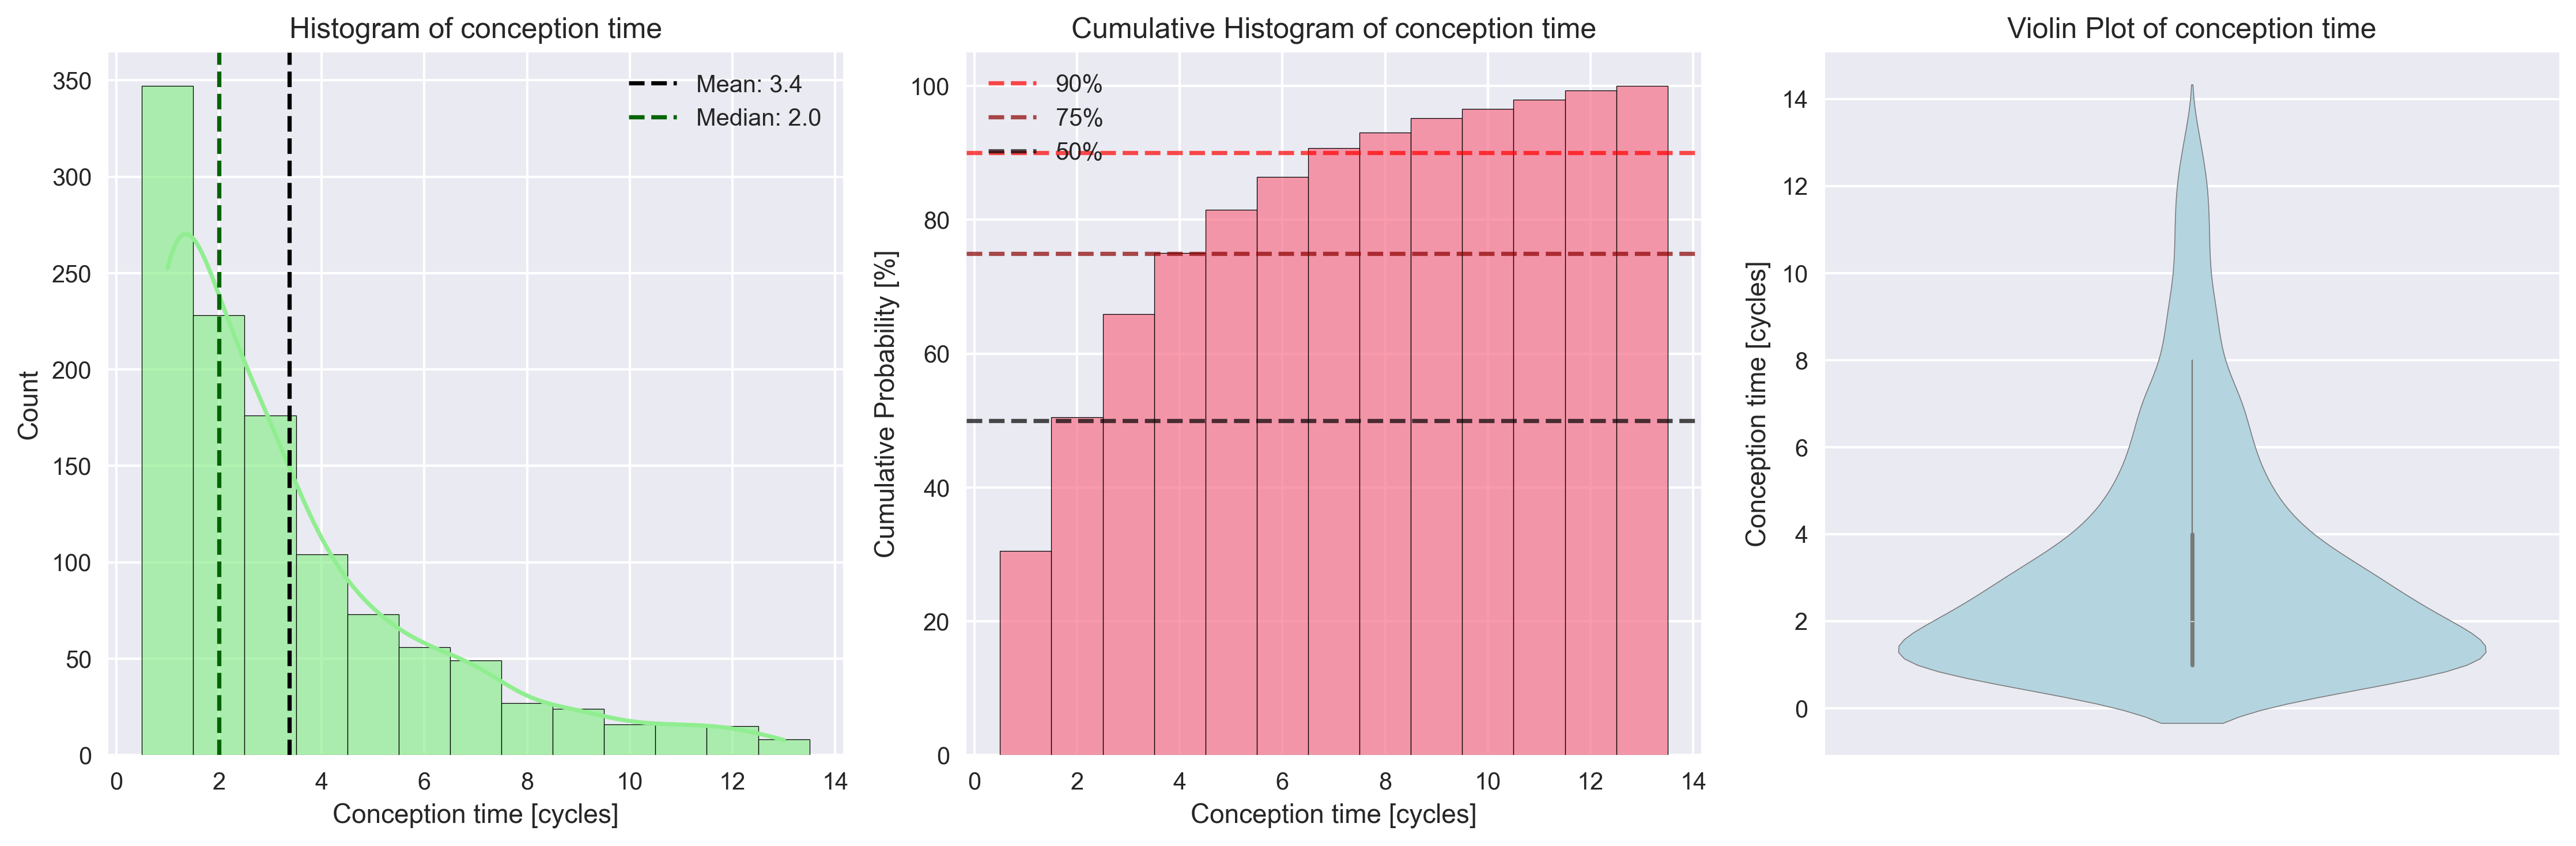 Histogram of conception time
350
300
250
200
150
100
50
0
Count
Mean: 3.4
Median: 2.0
0 2 4 6 8 10 12 14
Conception time [cycles]
Cumulative Histogram of conception time
100
80
60
40
20
0
Cumulative Probability [%]
90%
75%
50%
0 2 4 6 8 10 12 14
Conception time [cycles]
Violin Plot of conception time
14
12
10
8
6
4
2
0
Conception time [cycles]